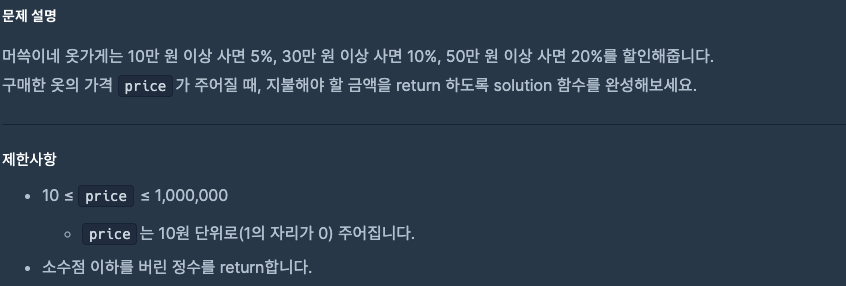 문제 설명
머쓱이네 옷가게는 10만 원 이상 사면 5%, 30만 원 이상 사면 10%, 50만 원 이상 사면 20%를 할인해줍니다.
구매한 옷의 가격 price 가 주어질 때, 지불해야 할 금액을 return 하도록 solution 함수를 완성해보세요.
제한사항
• 10 ≤ price ≤ 1,000,000
◦ price 는 10원 단위로(1의 자리가 0) 주어집니다.
• 소수점 이하를 버린 정수를 return합니다.